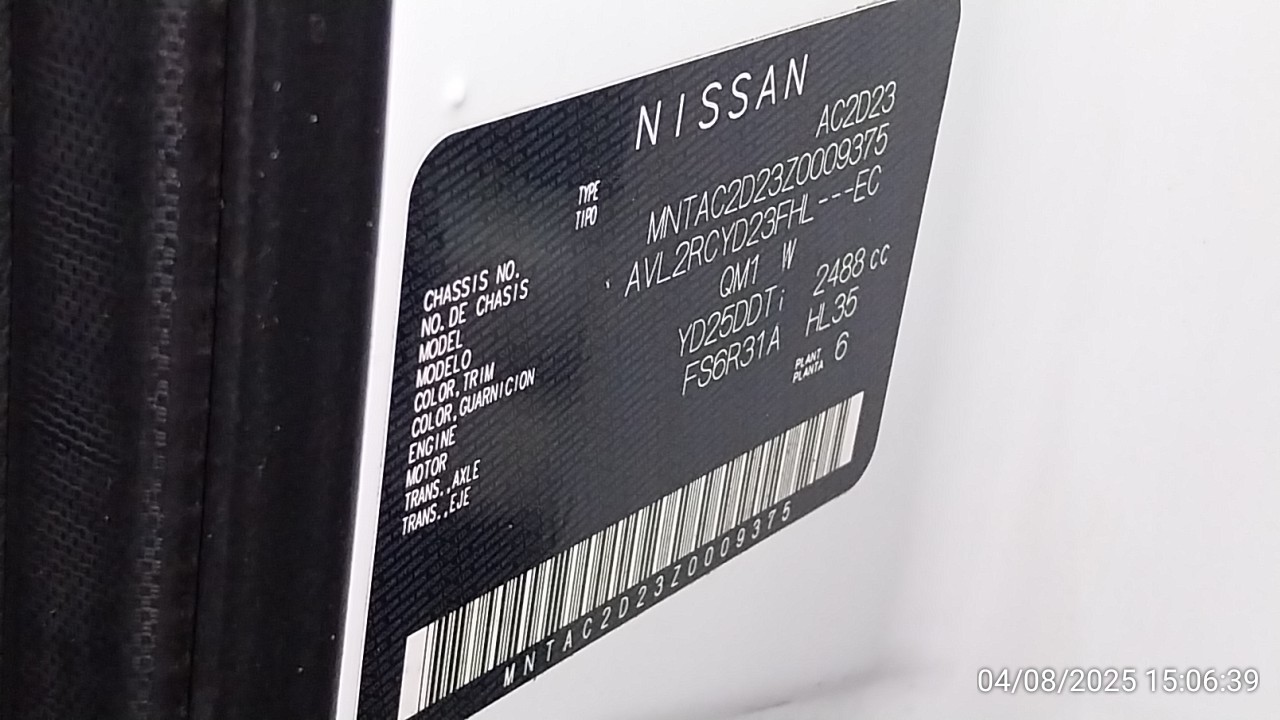 NISSAN
TYPE AC2D23
TIPO
CHASSIS NO. MNTAC2D23Z0009375
NO. DE CHASIS
MODEL AVL2RCYD23FHL---EC
MODELO
COLOR, TRIM QM1 W
COLOR, GUARNICION
ENGINE YD25DDTi 2488 cc
MOTOR
TRANS., AXLE FS6R31A HL35
TRANS., EJE
PLANT 6
PLANTA
MNTAC2D23Z0009375
04/08/2025 15:06:39